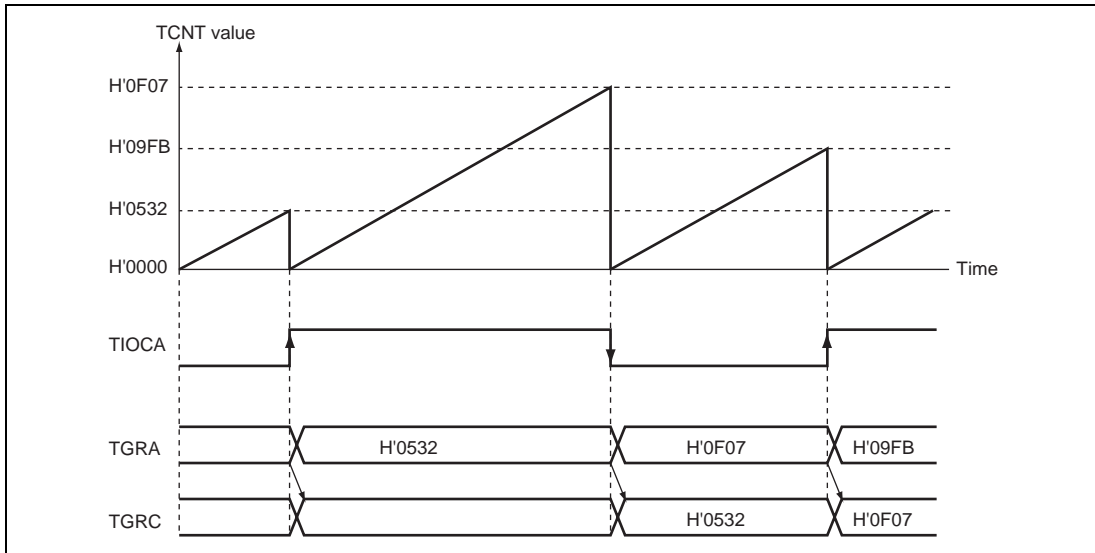 TCNT value
H'0F07
H'09FB
H'0532
H'0000
Time
TIOCA
TGRA
H'0532
H'0F07
H'09FB
TGRC
H'0532
H'0F07